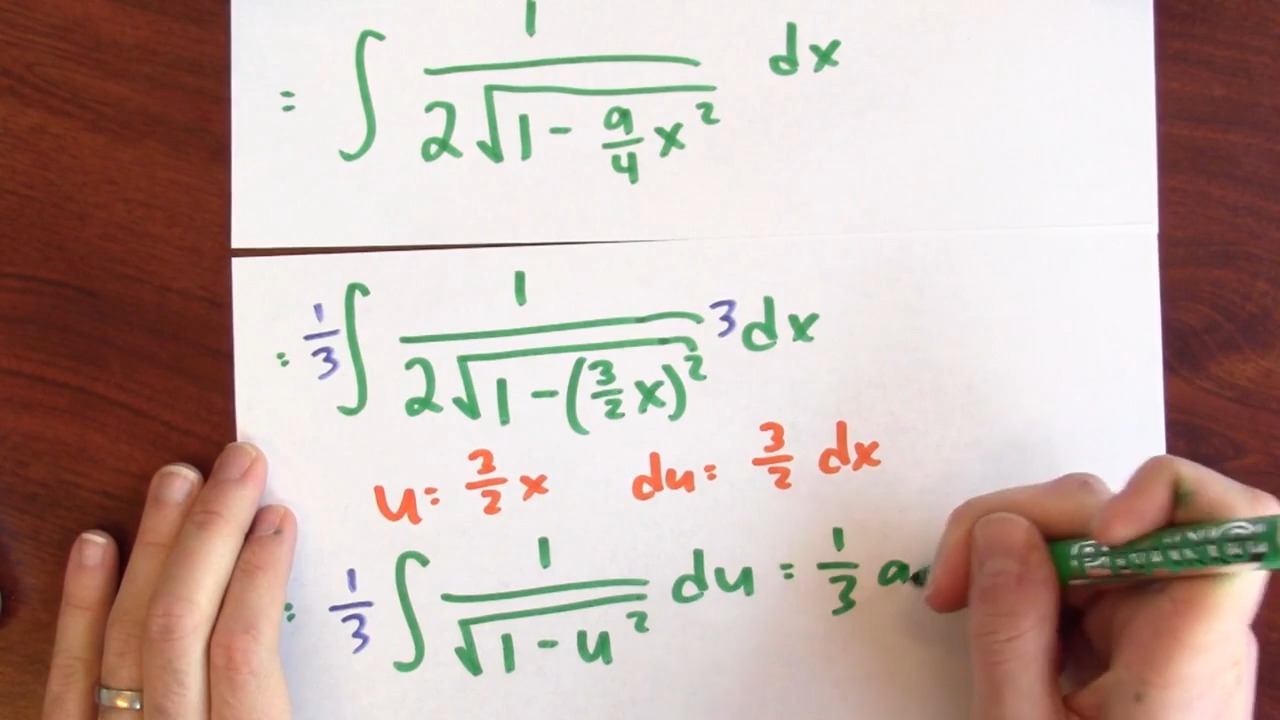 = ∫ 1 / (2√(1 - 9/4 x²)) dx
= 1/3 ∫ 1 / (2√(1 - (3/2 x)²)) 3 dx
u = 3/2 x du = 3/2 dx
= 1/3 ∫ 1 / √(1 - u²) du = 1/3 a